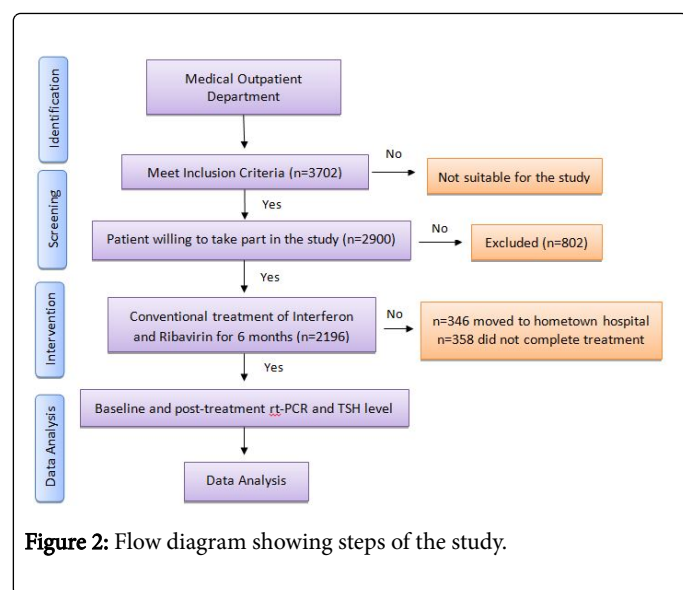 Identification
Medical Outpatient
Department
Meet Inclusion Criteria (n=3702)
No
Not suitable for the study
Yes
Screening
Patient willing to take part in the study (n=2900)
No
Excluded (n=802)
Yes
Intervention
Conventional treatment of Interferon
and Ribavirin for 6 months (n=2196)
No
n=346 moved to hometown hospital
n=358 did not complete treatment
Yes
Data Analysis
Baseline and post-treatment rt-PCR and TSH level
Data Analysis
Figure 2: Flow diagram showing steps of the study.